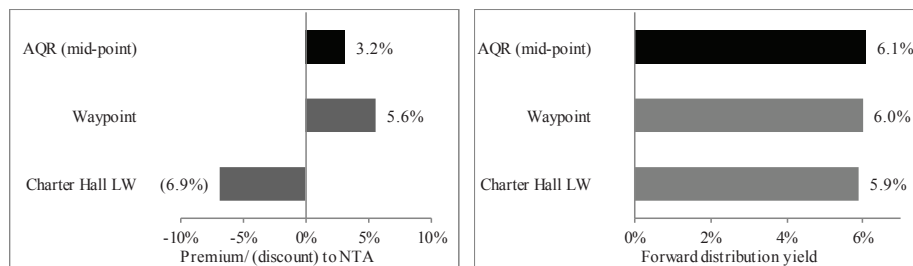 AQR (mid-point)
3.2%
Waypoint
5.6%
Charter Hall LW
(6.9%)
-10% -5% 0% 5% 10%
Premium/ (discount) to NTA
AQR (mid-point)
6.1%
Waypoint
6.0%
Charter Hall LW
5.9%
0% 2% 4% 6%
Forward distribution yield